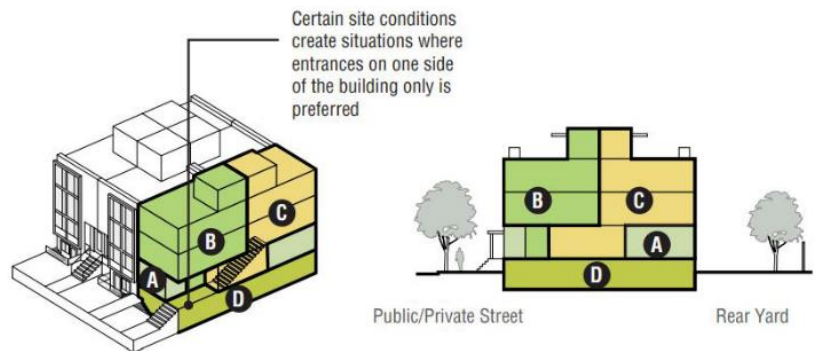 Certain site conditions
create situations where
entrances on one side
of the building only is
preferred
B
C
A
D
B
C
A
D
Public/Private Street
Rear Yard